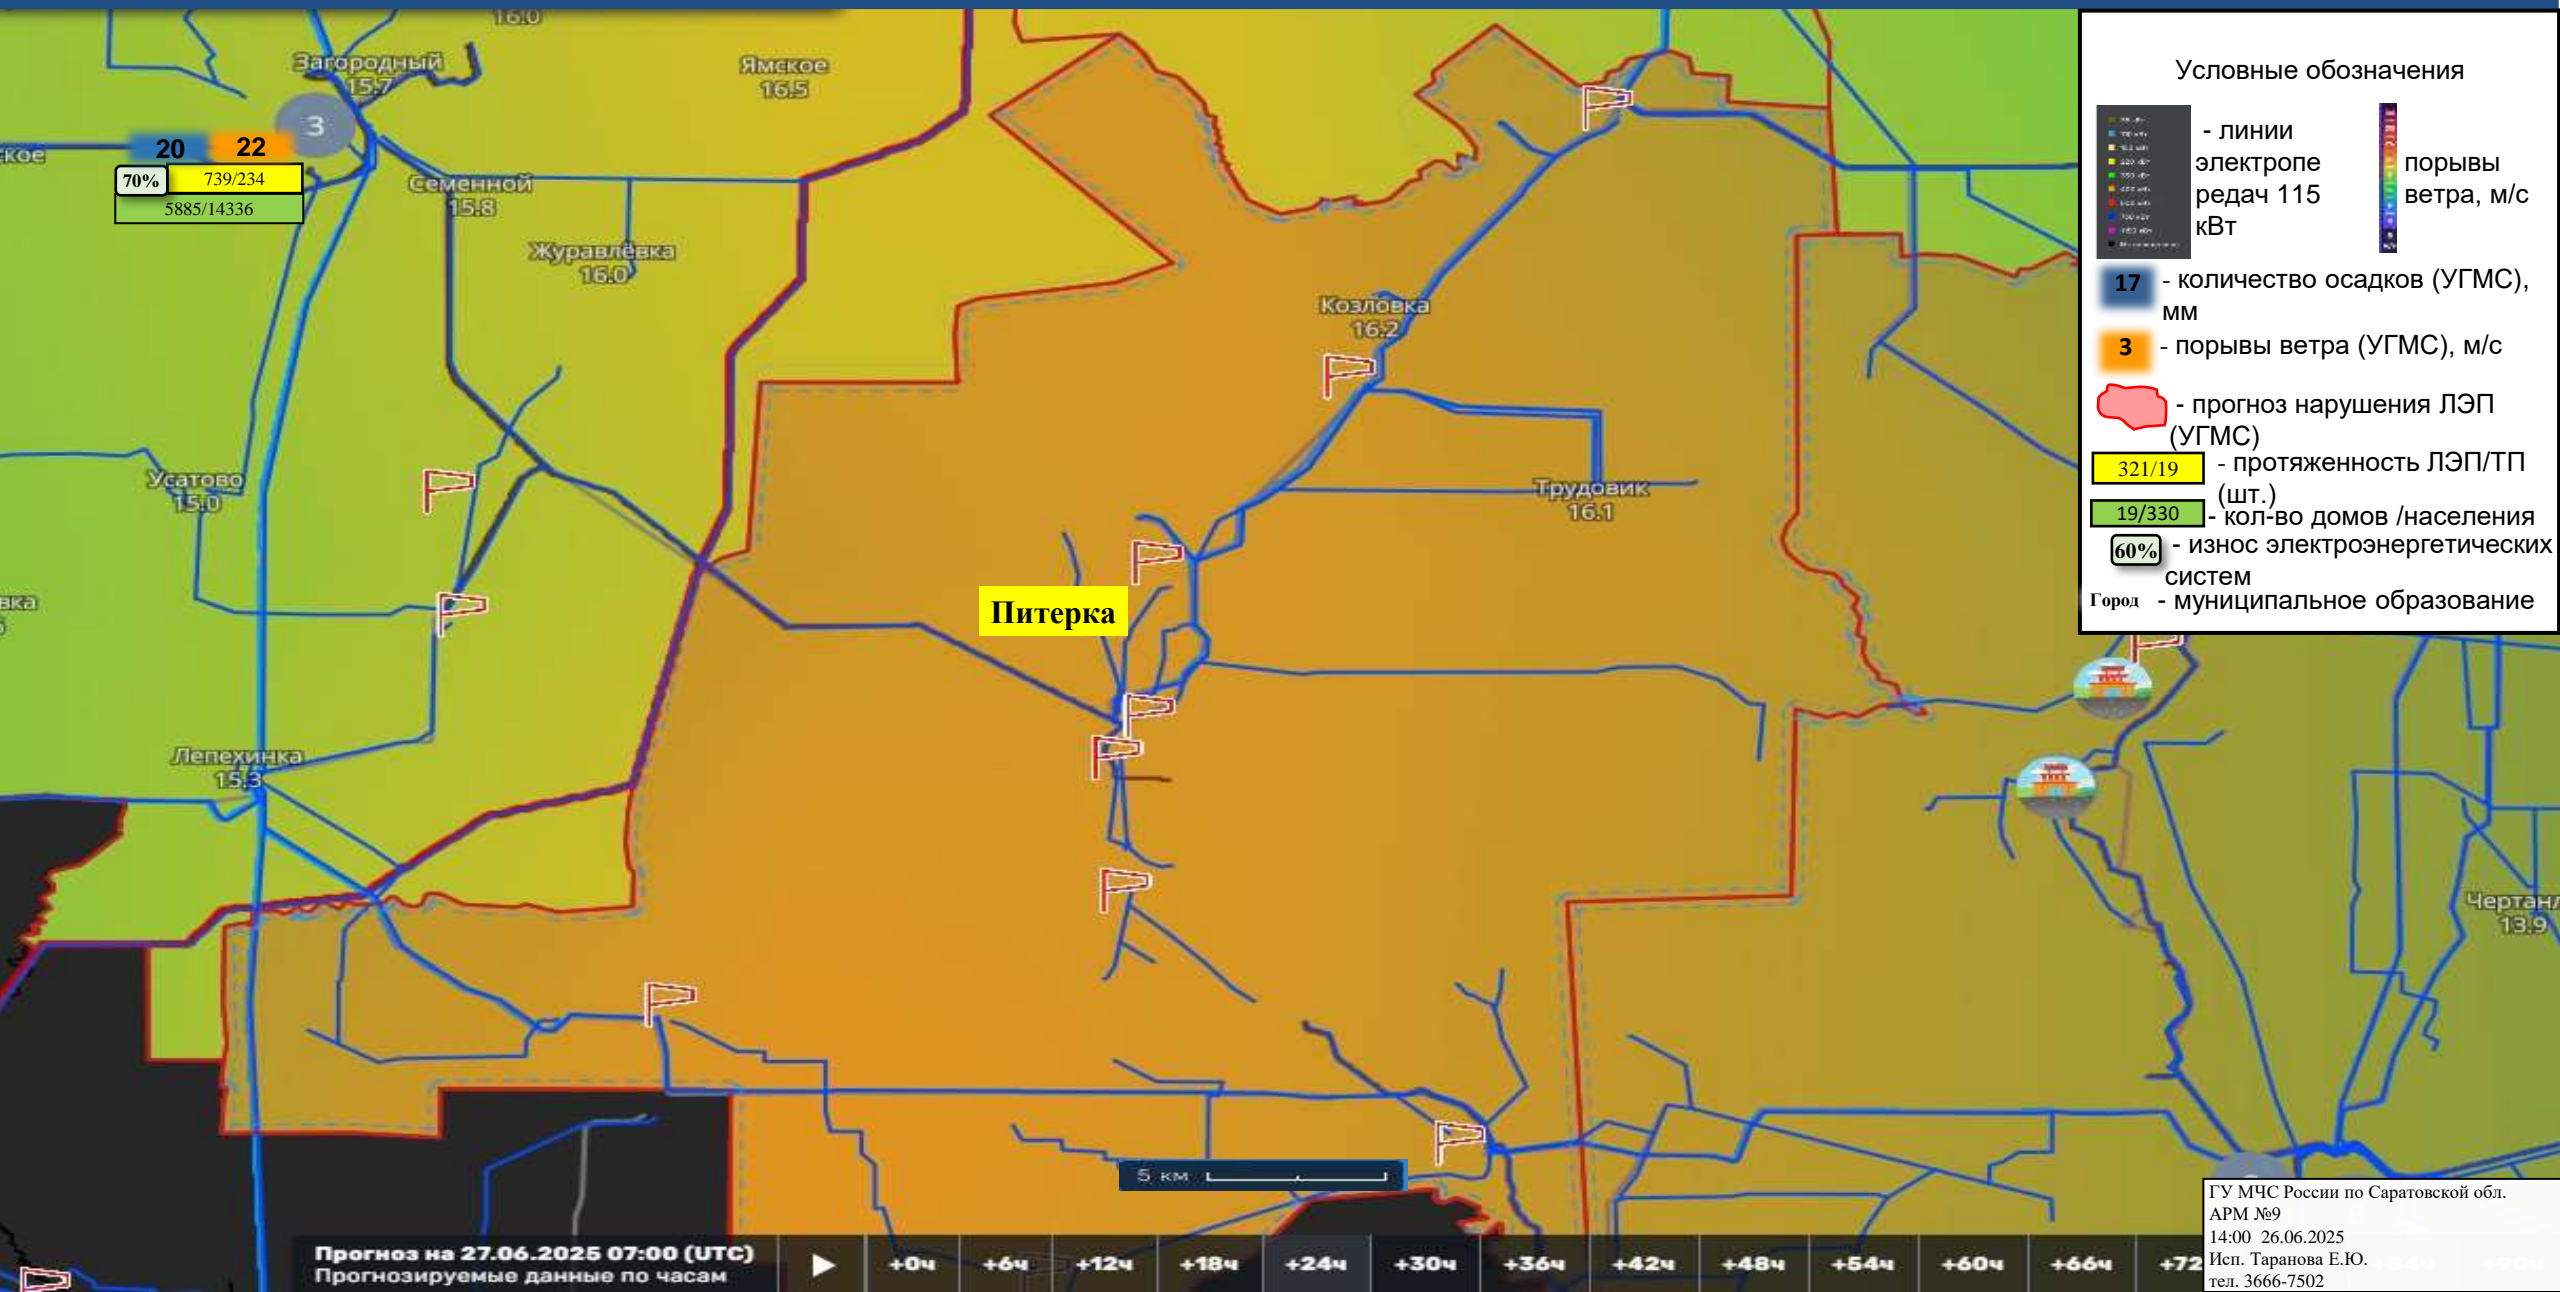 16.0
Загородный
15.7
Ямское
16.5
3
ское
20 22
70% 739/234
5885/14336
Семенной
15.8
Журавлёвка
16.0
Козловка
16.2
Усатово
15.0
Трудовик
16.1
вка
Питерка
Лепехинка
15.3
Чертанл
13.9
5 км
Условные обозначения
- линии
электропе
редач 115
кВт
порывы
ветра, м/с
17 - количество осадков (УГМС),
мм
3 - порывы ветра (УГМС), м/с
- прогноз нарушения ЛЭП
(УГМС)
321/19 - протяженность ЛЭП/ТП
(шт.)
19/330 - кол-во домов /населения
60% - износ электроэнергетических
систем
Город - муниципальное образование
Прогноз на 27.06.2025 07:00 (UTC)
Прогнозируемые данные по часам
+0ч +6ч +12ч +18ч +24ч +30ч +36ч +42ч +48ч +54ч +60ч +66ч +72
ГУ МЧС России по Саратовской обл.
АРМ №9
14:00 26.06.2025
Исп. Таранова Е.Ю.
тел. 3666-7502